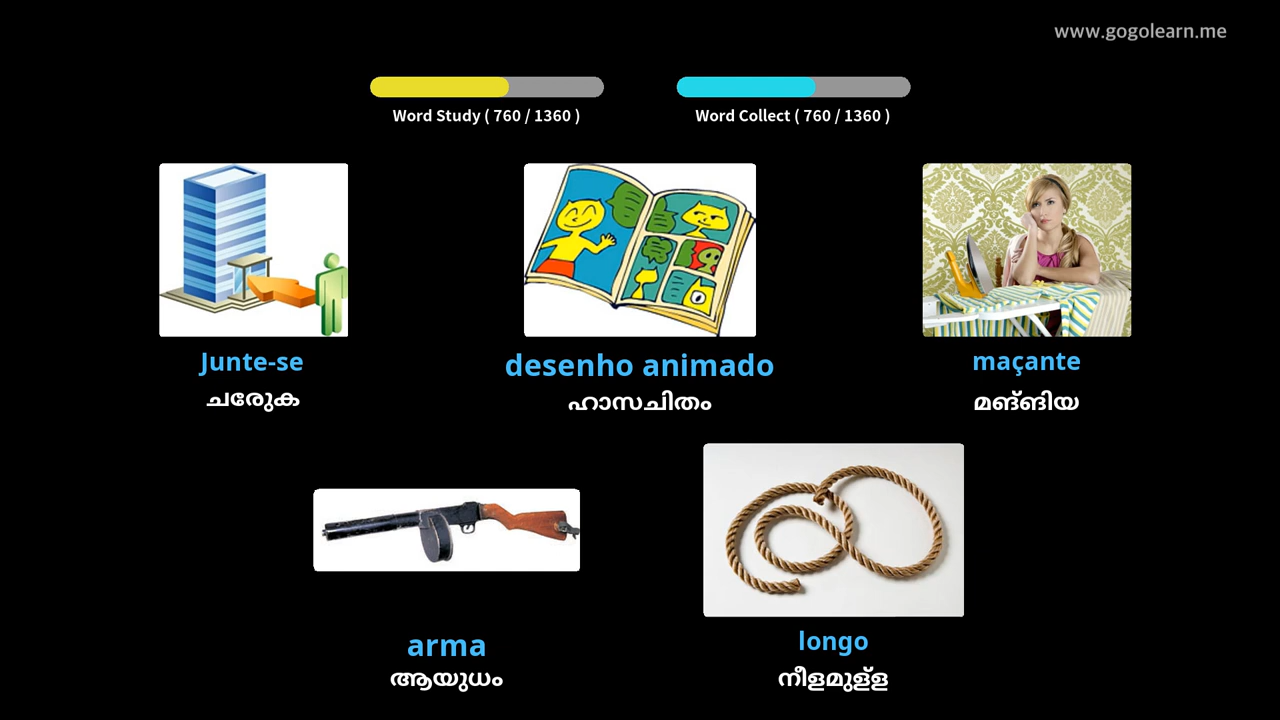 www.gogolearn.me
Word Study ( 760 / 1360 )
Word Collect ( 760 / 1360 )
Junte-se
ചരേുക
desenho animado
ഹാസചിതം
maçante
മങ്ങിയ
arma
ആയുധം
longo
നീളമുള്ള